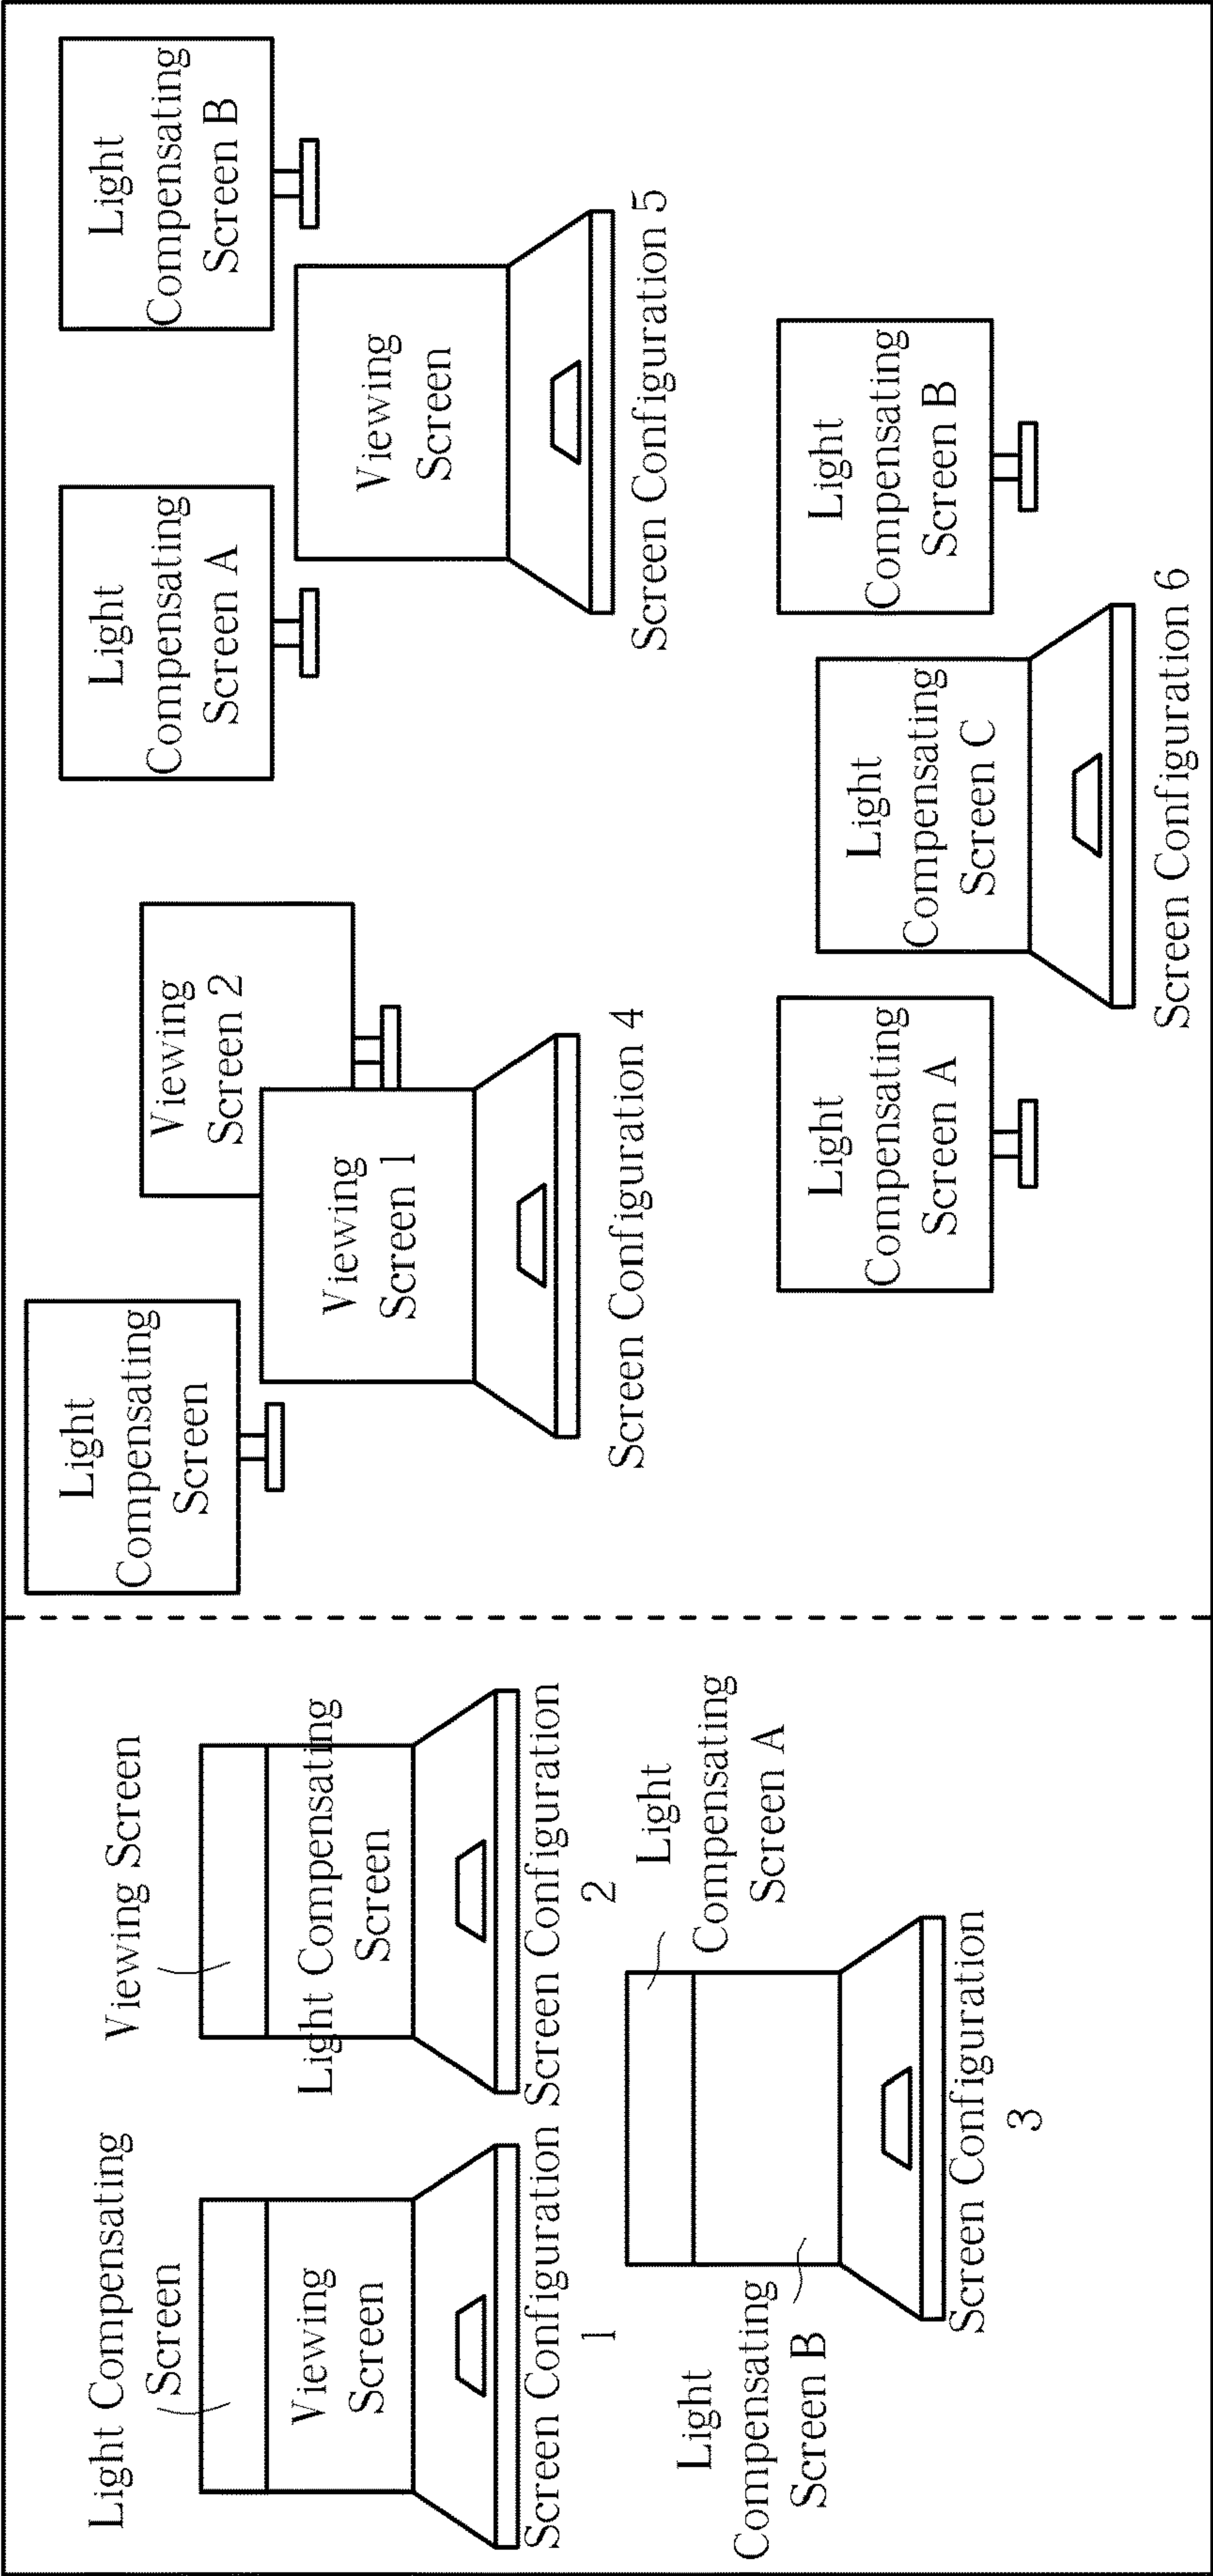 Light Compensating
Screen
Viewing
Screen
Screen Configuration
1
Viewing Screen
Light Compensating
Screen
Screen Configuration
2
Light
Compensating
Screen A
Light
Compensating
Screen B
Screen Configuration
3
Light
Compensating
Screen
Viewing
Screen 1
Viewing
Screen 2
Screen Configuration 4
Light
Compensating
Screen A
Viewing
Screen
Light
Compensating
Screen B
Screen Configuration 5
Light
Compensating
Screen A
Light
Compensating
Screen C
Light
Compensating
Screen B
Screen Configuration 6